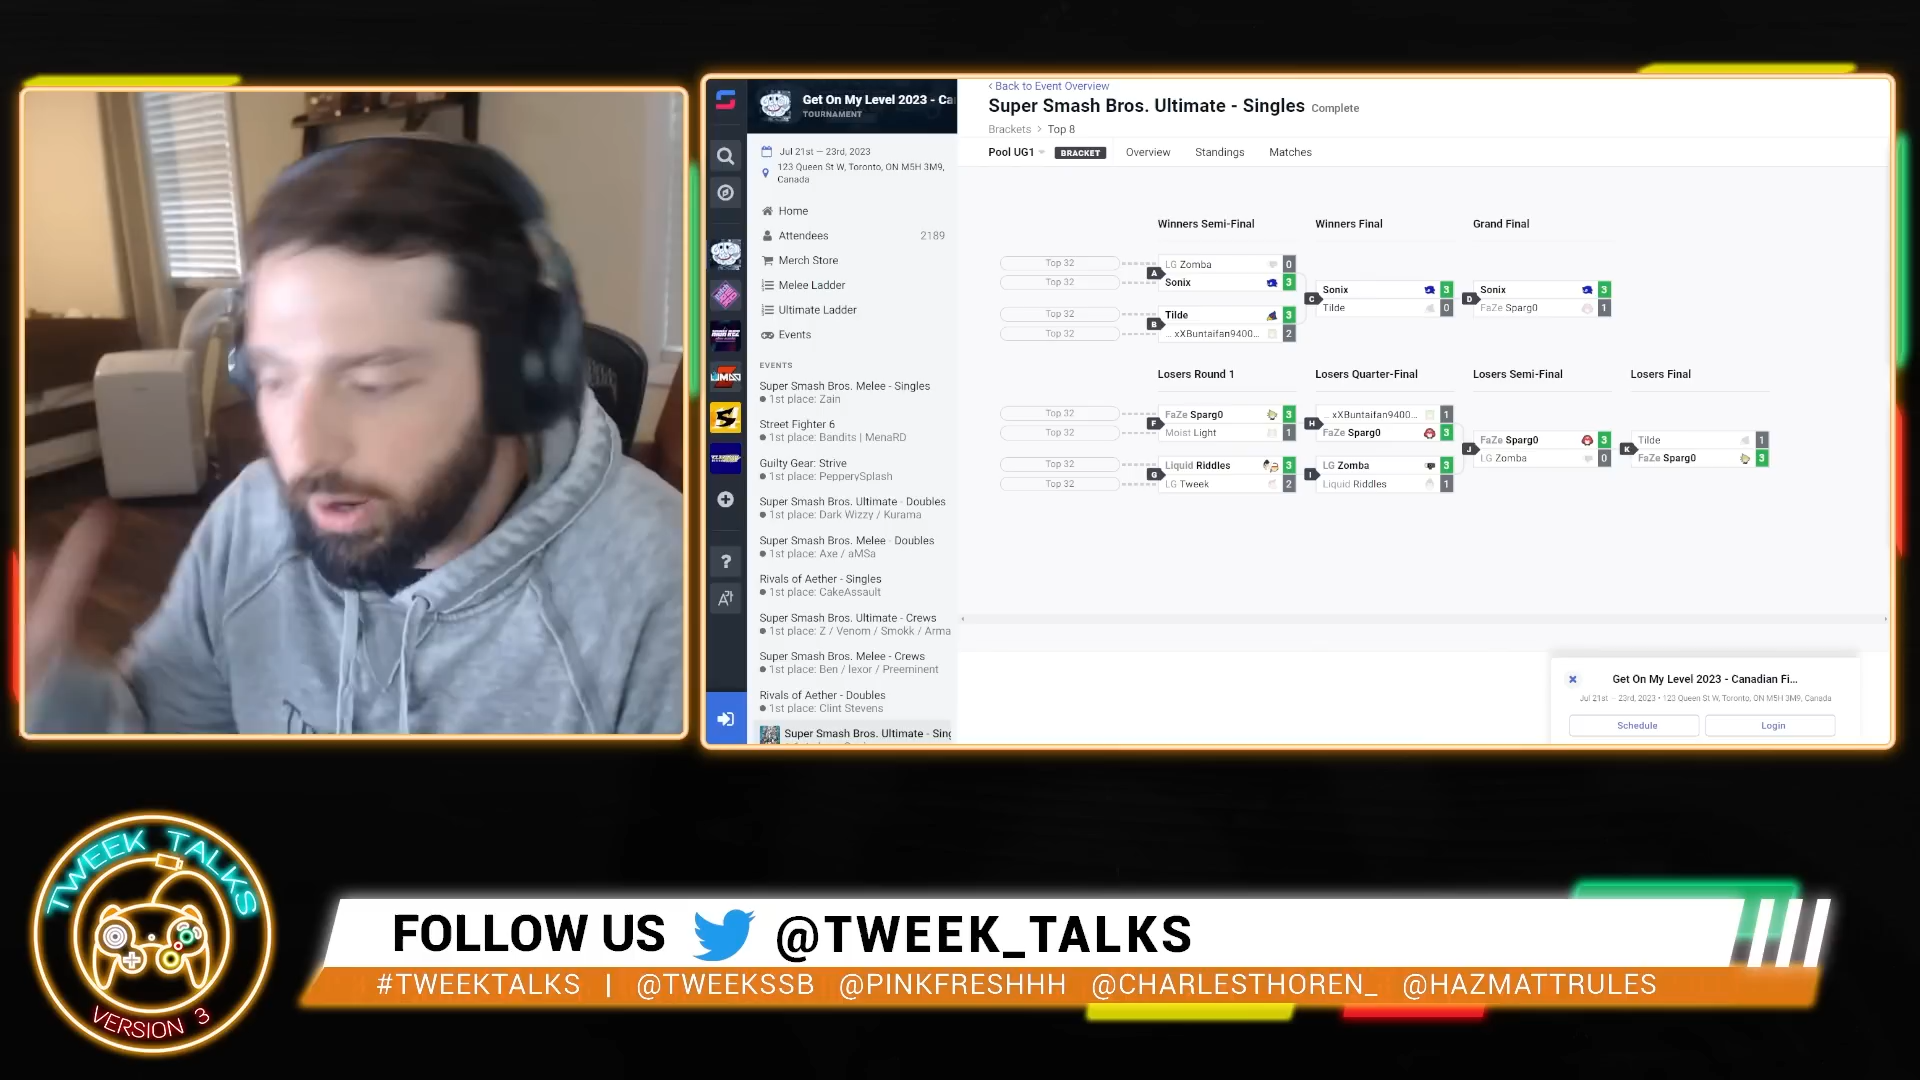 Get On My Level 2023 - Ca
TOURNAMENT
Jul 21st — 23rd, 2023
123 Queen St W, Toronto, ON M5H 3M9,
Canada
Home
Attendees 2189
Merch Store
Melee Ladder
Ultimate Ladder
Events
EVENTS
Super Smash Bros. Melee - Singles
1st place: Zain
Street Fighter 6
1st place: Bandits | MenaRD
Guilty Gear: Strive
1st place: PepperySplash
Super Smash Bros. Ultimate - Doubles
1st place: Dark Wizzy / Kurama
Super Smash Bros. Melee - Doubles
1st place: Axe / aMSa
Rivals of Aether - Singles
1st place: CakeAssault
Super Smash Bros. Ultimate - Crews
1st place: Z / Venom / Smokk / Arma
Super Smash Bros. Melee - Crews
1st place: Ben / lexor / Preeminent
Rivals of Aether - Doubles
1st place: Clint Stevens
Super Smash Bros. Ultimate - Sing
‹ Back to Event Overview
Super Smash Bros. Ultimate - Singles Complete
Brackets > Top 8
Pool UG1 BRACKET Overview Standings Matches
Winners Semi-Final Winners Final Grand Final
Top 32 LG Zomba 0
Top 32 A Sonix 3
Top 32 Tilde 3
Top 32 B .. xXBuntaifan9400... 2
C Sonix 3
Tilde 0
D Sonix 3
FaZe Sparg0 1
Losers Round 1 Losers Quarter-Final Losers Semi-Final Losers Final
Top 32 FaZe Sparg0 3
Top 32 F Moist Light 1
Top 32 Liquid Riddles 3
Top 32 G LG Tweek 2
.. xXBuntaifan9400... 1
H FaZe Sparg0 3
LG Zomba 3
I Liquid Riddles 1
FaZe Sparg0 3
J LG Zomba 0
Tilde 1
K FaZe Sparg0 3
Get On My Level 2023 - Canadian Fi...
Jul 21st — 23rd, 2023 • 123 Queen St W, Toronto, ON M5H 3M9, Canada
Schedule Login
TWEEK TALKS
VERSION 3
FOLLOW US @TWEEK_TALKS
#TWEEKTALKS | @TWEEKSSB @PINKFRESHHH @CHARLESTHOREN_ @HAZMATTRULES